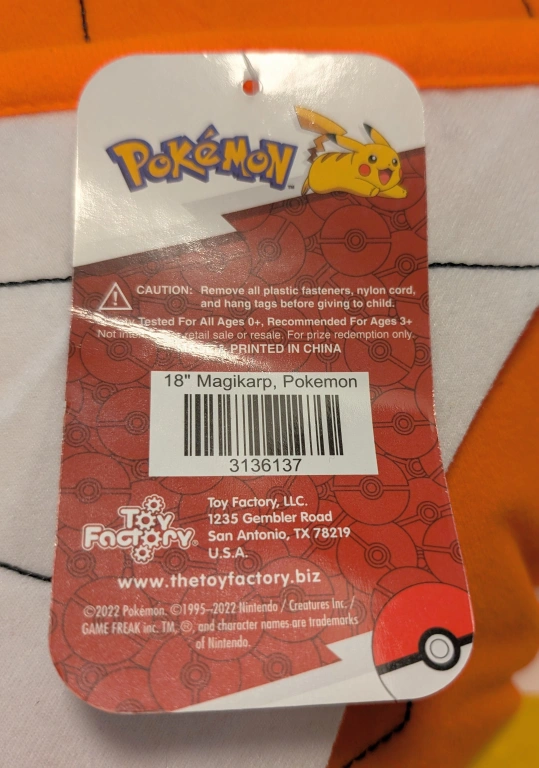 POKéMON
TM
CAUTION: Remove all plastic fasteners, nylon cord,
and hang tags before giving to child.
Tested For All Ages 0+, Recommended For Ages 3+
Not retail sale or resale. For prize redemption only.
PRINTED IN CHINA
18" Magikarp, Pokemon
3136137
Toy Factory, LLC.
1235 Gembler Road
San Antonio, TX 78219
U.S.A.
Toy
Factory®
www.thetoyfactory.biz
©2022 Pokémon. ©1995–2022 Nintendo / Creatures Inc. /
GAME FREAK inc. TM, ®, and character names are trademarks
of Nintendo.